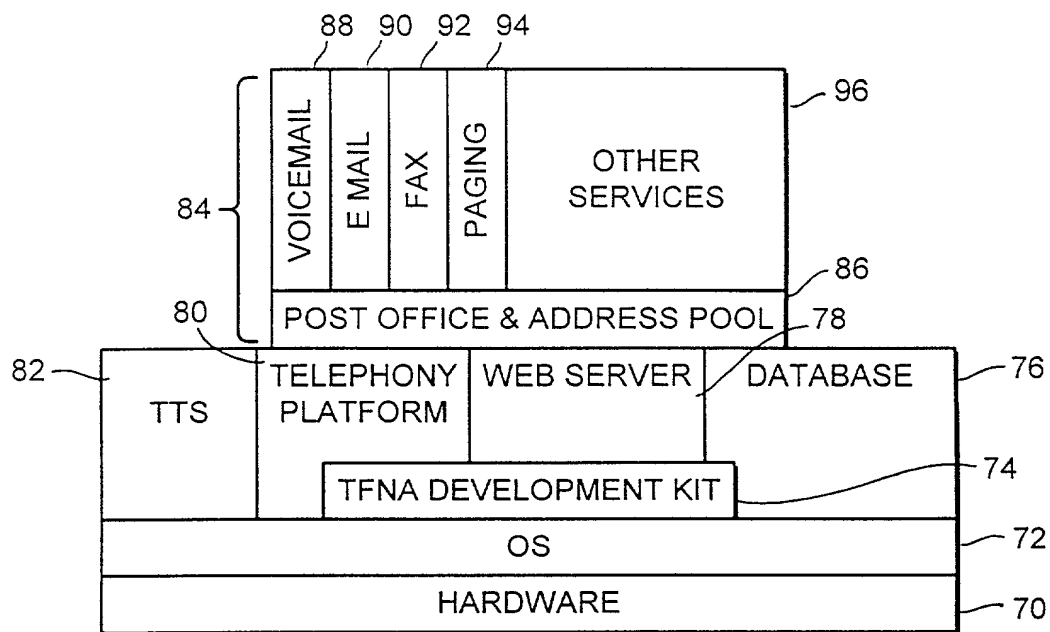 88 90 92 94
96
84
VOICEMAIL
E MAIL
FAX
PAGING
OTHER
SERVICES
86
POST OFFICE & ADDRESS POOL
80
78
82
TTS
TELEPHONY
PLATFORM
WEB SERVER
DATABASE
76
TFNA DEVELOPMENT KIT
74
OS
72
HARDWARE
70